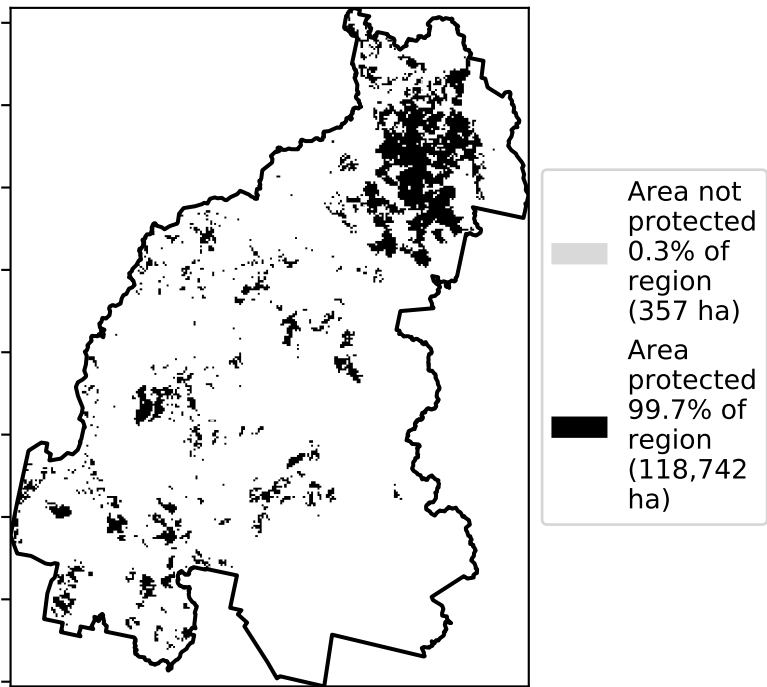 Area not
protected
0.3% of
region
(357 ha)
Area
protected
99.7% of
region
(118,742
ha)